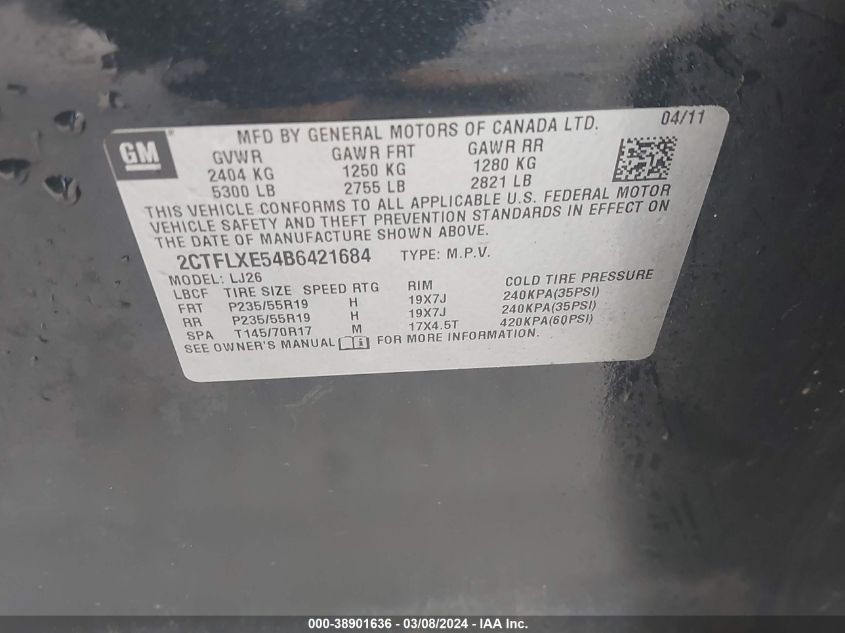 GM
MFD BY GENERAL MOTORS OF CANADA LTD. 04/11
GVWR GAWR FRT GAWR RR
2404 KG 1250 KG 1280 KG
5300 LB 2755 LB 2821 LB
THIS VEHICLE CONFORMS TO ALL APPLICABLE U.S. FEDERAL MOTOR
VEHICLE SAFETY AND THEFT PREVENTION STANDARDS IN EFFECT ON
THE DATE OF MANUFACTURE SHOWN ABOVE.
2CTFLXE54B6421684 TYPE: M.P.V.
MODEL: LJ26
LBCF TIRE SIZE SPEED RTG RIM COLD TIRE PRESSURE
FRT P235/55R19 H 19X7J 240KPA(35PSI)
RR P235/55R19 H 19X7J 240KPA(35PSI)
SPA T145/70R17 M 17X4.5T 420KPA(60PSI)
SEE OWNER'S MANUAL FOR MORE INFORMATION.
000-38901636 - 03/08/2024 - IAA Inc.